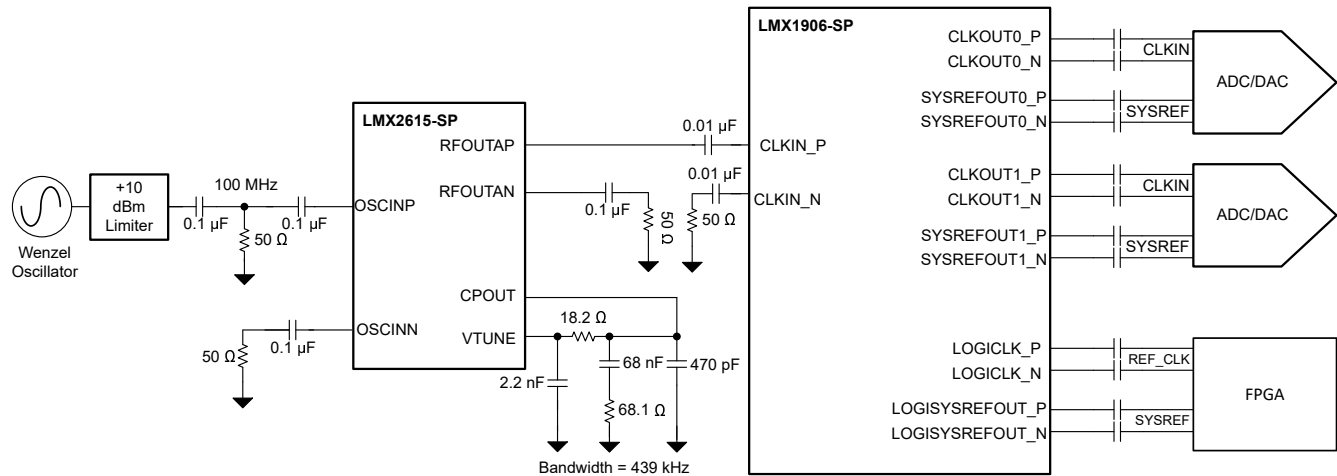 LMX1906-SP
CLKOUT0_P
CLKOUT0_N
CLKIN
SYSREFOUT0_P
SYSREFOUT0_N
SYSREF
ADC/DAC
LMX2615-SP
RFOUTAP
0.01 µF
CLKIN_P
RFOUTAN
0.1 µF
50 Ω
0.01 µF
50 Ω
CLKIN_N
CLKOUT1_P
CLKOUT1_N
CLKIN
SYSREFOUT1_P
SYSREFOUT1_N
SYSREF
ADC/DAC
Wenzel
Oscillator
+10
dBm
Limiter
0.1 µF
100 MHz
50 Ω
0.1 µF
OSCINP
50 Ω
0.1 µF
OSCINN
CPOUT
VTUNE
18.2 Ω
2.2 nF
68 nF
68.1 Ω
470 pF
Bandwidth = 439 kHz
LOGICLK_P
LOGICLK_N
REF_CLK
LOGISYSREFOUT_P
LOGISYSREFOUT_N
SYSREF
FPGA